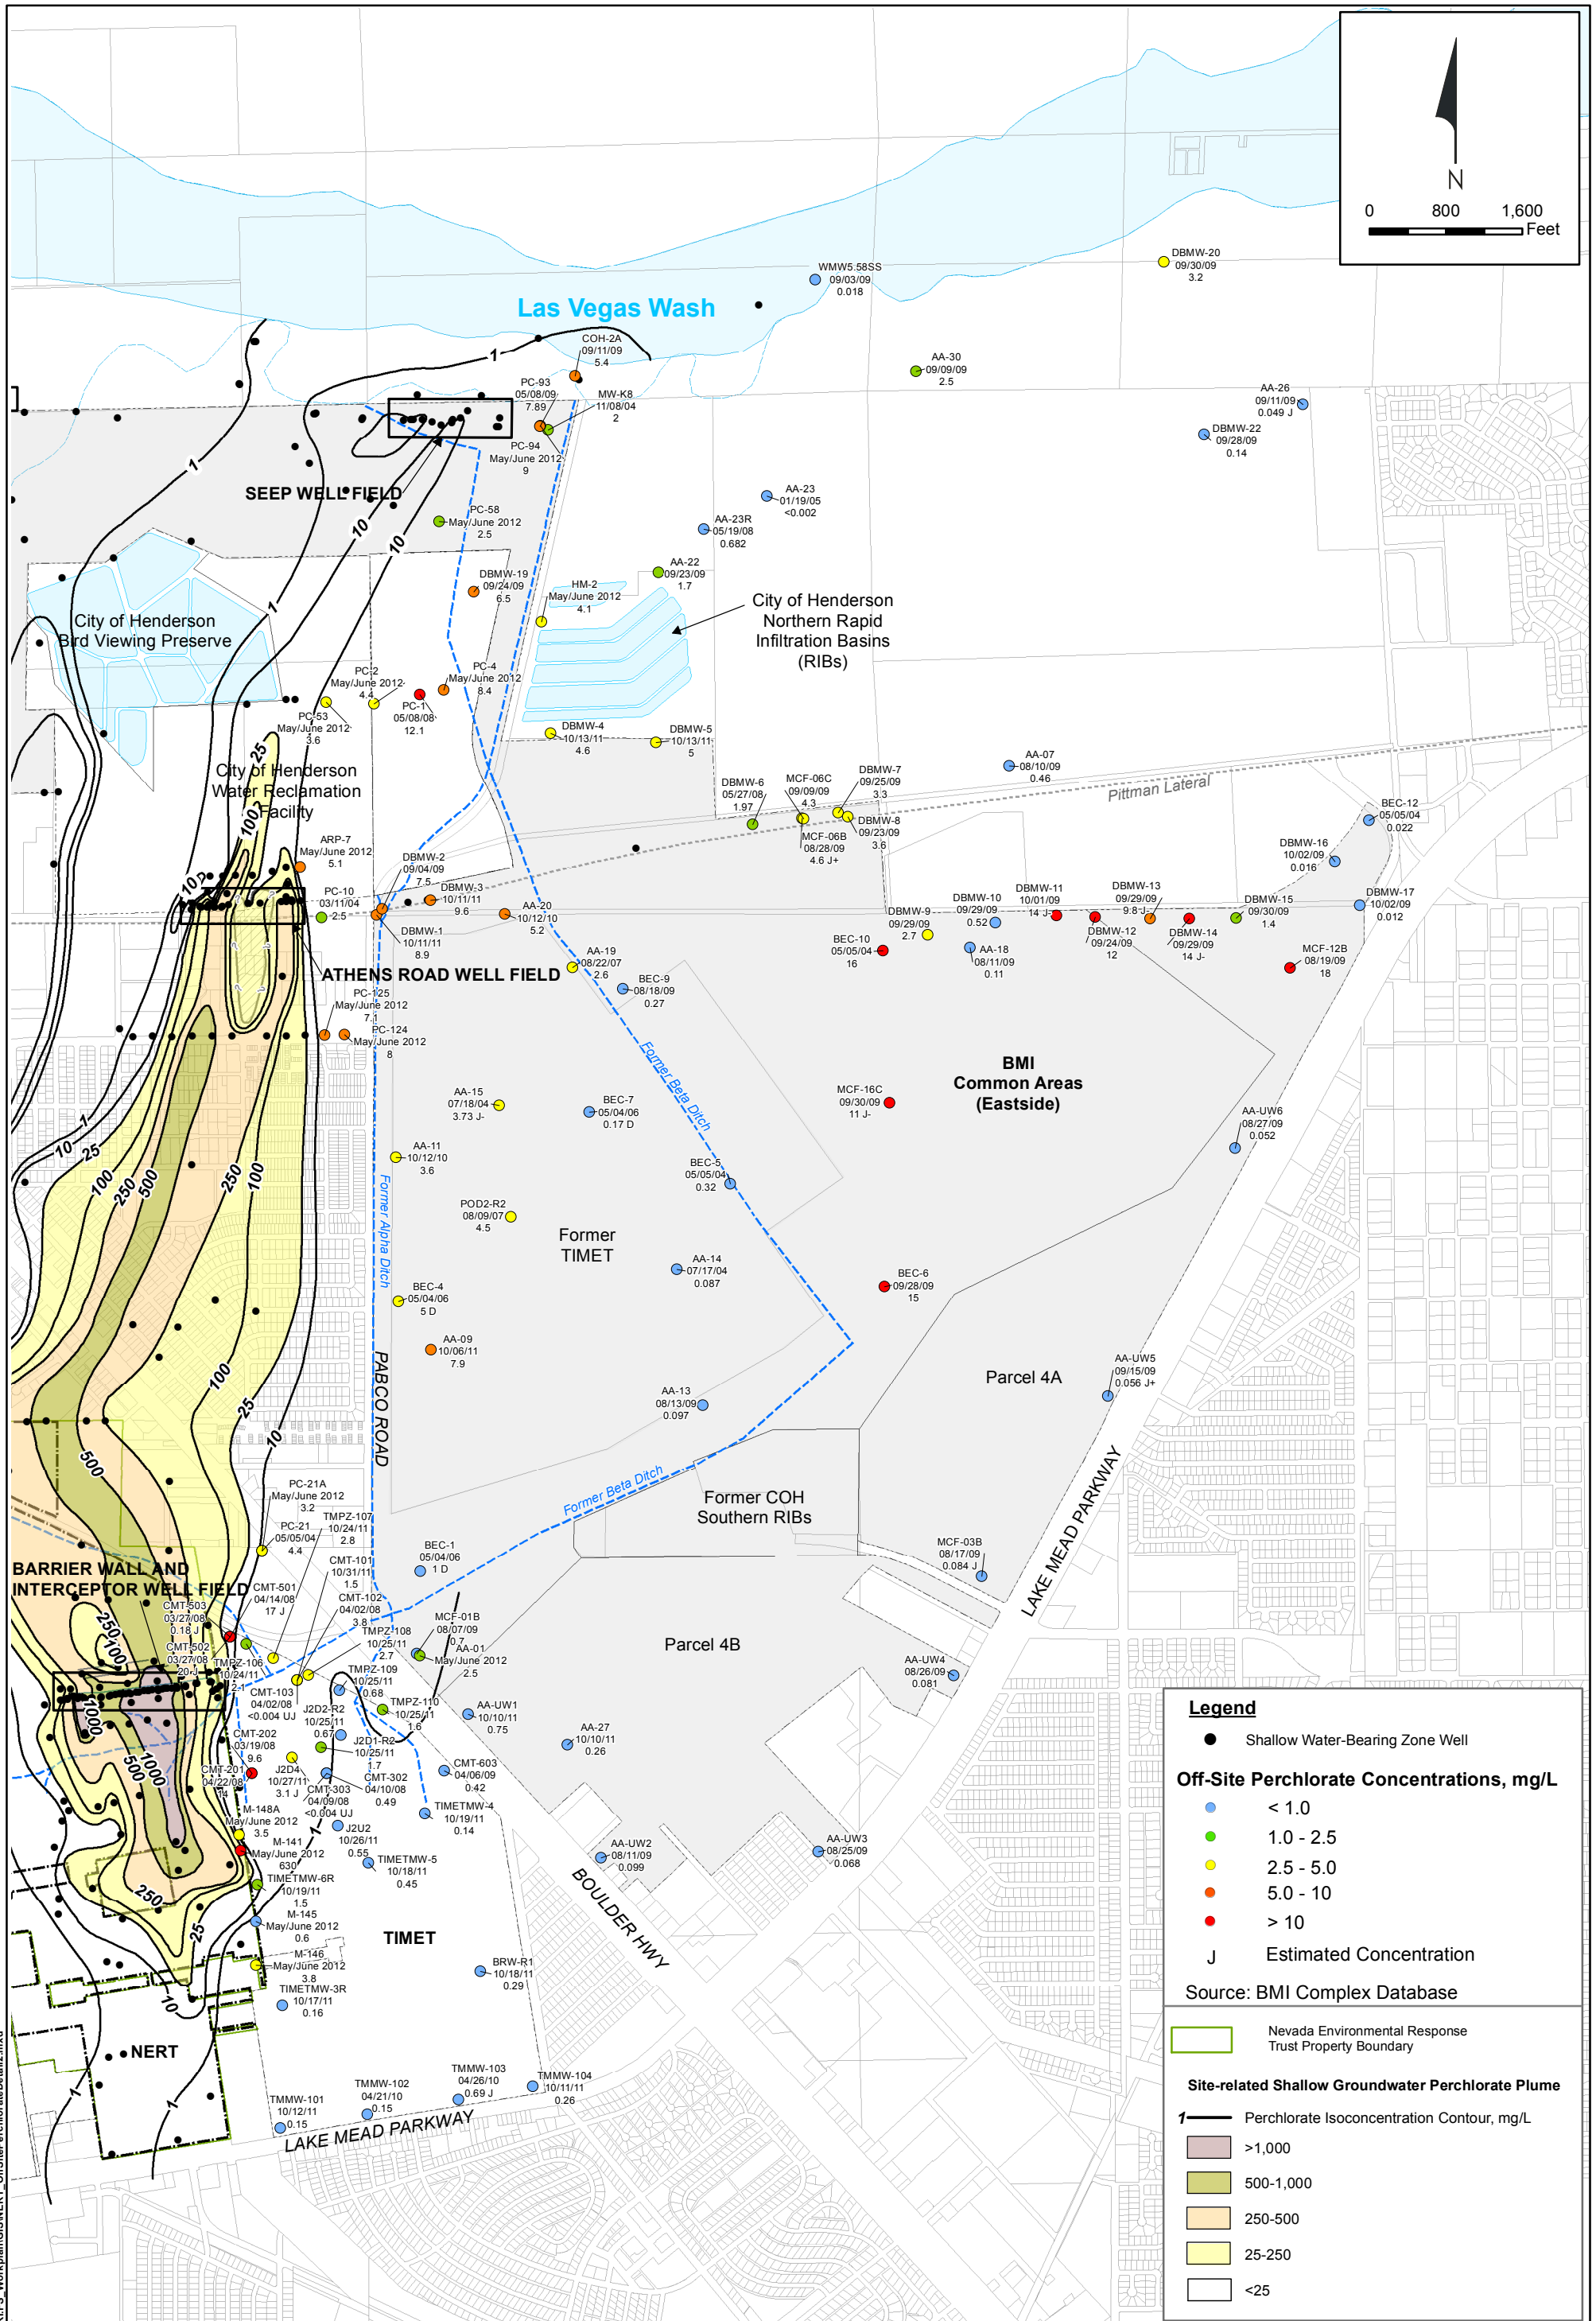 N
0 800 1,600
Feet
DBMW-20
09/30/09
3.2
WMW5.58SS
09/03/09
0.018
Las Vegas Wash
1
COH-2A
09/11/09
5.4
AA-30
09/09/09
2.5
PC-93
05/08/09
7.89
MW-K8
11/08/04
2
AA-26
09/11/09
0.049 J
DBMW-22
09/28/09
0.14
PC-94
May/June 2012
9
1
SEEP WELL FIELD
AA-23
01/19/05
<0.002
PC-58
May/June 2012
2.5
AA-23R
05/19/08
0.682
10
10
AA-22
09/23/09
1.7
DBMW-19
09/24/09
6.5
HM-2
May/June 2012
4.1
1
City of Henderson
Bird Viewing Preserve
City of Henderson
Northern Rapid
Infiltration Basins
(RIBs)
PC-2
May/June 2012
4.4
PC-4
May/June 2012
8.4
PC-1
05/08/08
12.1
PC-53
May/June 2012
3.6
DBMW-4
10/13/11
4.6
DBMW-5
10/13/11
5
25
City of Henderson
Water Reclamation
Facility
100
AA-07
08/10/09
0.46
DBMW-6
05/27/08
1.97
MCF-06C
09/09/09
4.3
DBMW-7
09/25/09
3.3
Pittman Lateral
DBMW-8
09/23/09
3.6
MCF-06B
08/28/09
4.6 J+
BEC-12
05/05/04
0.022
DBMW-16
10/02/09
0.016
ARP-7
May/June 2012
5.1
DBMW-2
09/04/09
7.5
PC-10
03/11/04
2.5
DBMW-3
10/11/11
9.6
AA-20
10/12/10
5.2
DBMW-1
10/11/11
8.9
DBMW-9
09/29/09
2.7
DBMW-10
09/29/09
0.52
DBMW-11
10/01/09
14 J-
DBMW-12
09/24/09
12
DBMW-13
09/29/09
9.8 J-
DBMW-14
09/29/09
14 J-
DBMW-15
09/30/09
1.4
DBMW-17
10/02/09
0.012
BEC-10
05/05/04
16
AA-18
08/11/09
0.11
MCF-12B
08/19/09
18
ATHENS ROAD WELL FIELD
AA-19
08/22/07
2.6
BEC-9
08/18/09
0.27
PC-125
May/June 2012
7.1
PC-124
May/June 2012
8
Former Beta Ditch
BMI
Common Areas
(Eastside)
AA-15
07/18/04
3.73 J-
BEC-7
05/04/06
0.17 D
MCF-16C
09/30/09
11 J-
AA-UW6
08/27/09
0.052
1
10
25
100
250
500
250
100
AA-11
10/12/10
3.6
BEC-5
05/05/04
0.32
Former Alpha Ditch
POD2-R2
08/09/07
4.5
Former
TIMET
AA-14
07/17/04
0.087
BEC-6
09/28/09
15
BEC-4
05/04/06
5 D
AA-09
10/06/11
7.9
PABCO ROAD
AA-13
08/13/09
0.097
Parcel 4A
AA-UW5
09/15/09
0.056 J+
100
25
10
500
Former Beta Ditch
Former COH
Southern RIBs
LAKE MEAD PARKWAY
PC-21A
May/June 2012
3.2
PC-21
05/05/04
4.4
TMPZ-107
10/24/11
2.8
CMT-101
10/31/11
1.5
BEC-1
05/04/06
1 D
MCF-03B
08/17/09
0.084 J
BARRIER WALL AND
INTERCEPTOR WELL FIELD
CMT-501
04/14/08
17 J
CMT-102
04/02/08
3.8
CMT-503
03/27/08
0.18 J
CMT-502
03/27/08
20 J
250
100
TMPZ-108
10/25/11
2.7
MCF-01B
08/07/09
0.7
AA-01
May/June 2012
2.5
Parcel 4B
AA-UW4
08/26/09
0.081
TMPZ-106
10/24/11
2.1
TMPZ-109
10/25/11
0.68
CMT-103
04/02/08
<0.004 UJ
TMPZ-110
10/25/11
1.6
AA-UW1
10/10/11
0.75
J2D2-R2
10/25/11
0.67
J2D1-R2
10/25/11
1.7
AA-27
10/10/11
0.26
1000
CMT-202
03/19/08
9.6
CMT-201
04/22/08
14
J2D4
10/27/11
3.1 J
CMT-302
04/10/08
0.49
CMT-603
04/06/09
0.42
CMT-303
04/09/08
<0.004 UJ
500
1000
M-148A
May/June 2012
3.5
J2U2
10/26/11
0.55
1
TIMETMW-4
10/19/11
0.14
M-141
May/June 2012
630
TIMETMW-5
10/18/11
0.45
AA-UW2
08/11/09
0.099
AA-UW3
08/25/09
0.068
TIMETMW-6R
10/19/11
1.5
250
25
M-145
May/June 2012
0.6
TIMET
BOULDER HWY
M-146
May/June 2012
3.8
BRW-R1
10/18/11
0.29
10
TIMETMW-3R
10/17/11
0.16
NERT
1
1
TMMW-101
10/12/11
0.15
TMMW-102
04/21/10
0.15
TMMW-103
04/26/10
0.69 J
TMMW-104
10/11/11
0.26
LAKE MEAD PARKWAY
Legend
Shallow Water-Bearing Zone Well
Off-Site Perchlorate Concentrations, mg/L
< 1.0
1.0 - 2.5
2.5 - 5.0
5.0 - 10
> 10
J Estimated Concentration
Source: BMI Complex Database
Nevada Environmental Response
Trust Property Boundary
Site-related Shallow Groundwater Perchlorate Plume
1 Perchlorate Isoconcentration Contour, mg/L
>1,000
500-1,000
250-500
25-250
<25